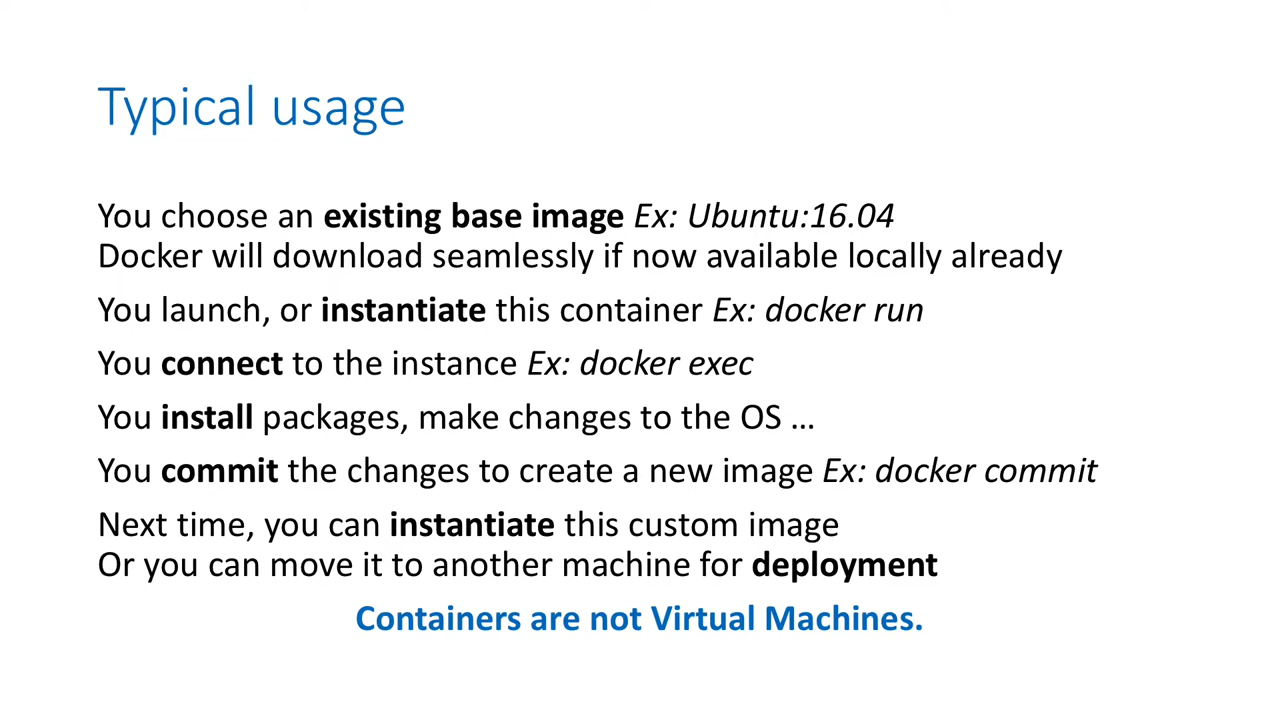 Typical usage
You choose an existing base image Ex: Ubuntu:16.04
Docker will download seamlessly if now available locally already
You launch, or instantiate this container Ex: docker run
You connect to the instance Ex: docker exec
You install packages, make changes to the OS …
You commit the changes to create a new image Ex: docker commit
Next time, you can instantiate this custom image
Or you can move it to another machine for deployment
Containers are not Virtual Machines.